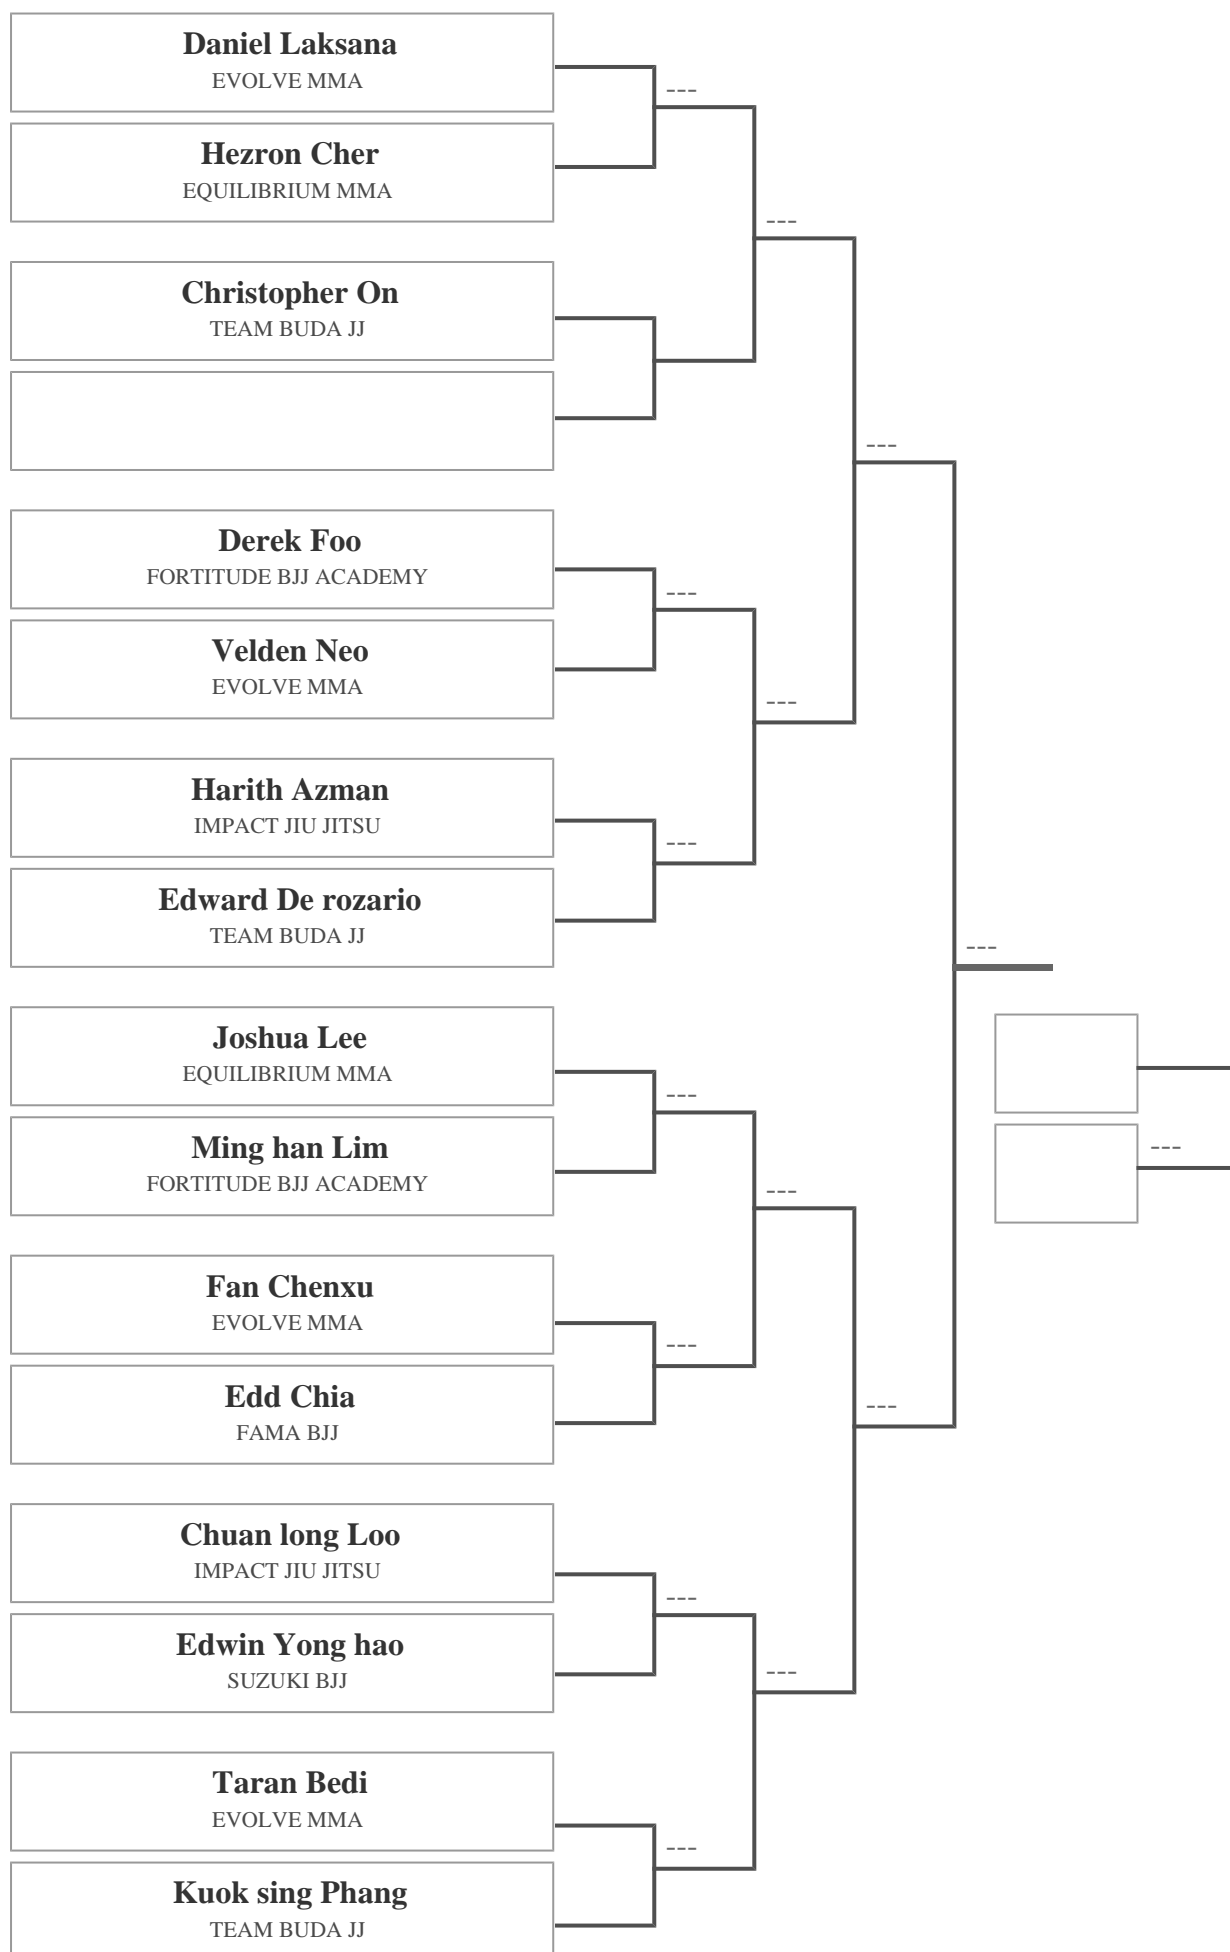 Daniel Laksana
EVOLVE MMA
---
Hezron Cher
EQUILIBRIUM MMA
---
Christopher On
TEAM BUDA JJ
---
Derek Foo
FORTITUDE BJJ ACADEMY
---
Velden Neo
EVOLVE MMA
---
Harith Azman
IMPACT JIU JITSU
---
Edward De rozario
TEAM BUDA JJ
---
Joshua Lee
EQUILIBRIUM MMA
---
Ming han Lim
FORTITUDE BJJ ACADEMY
---
---
Fan Chenxu
EVOLVE MMA
---
Edd Chia
FAMA BJJ
---
Chuan long Loo
IMPACT JIU JITSU
---
Edwin Yong hao
SUZUKI BJJ
---
Taran Bedi
EVOLVE MMA
---
Kuok sing Phang
TEAM BUDA JJ